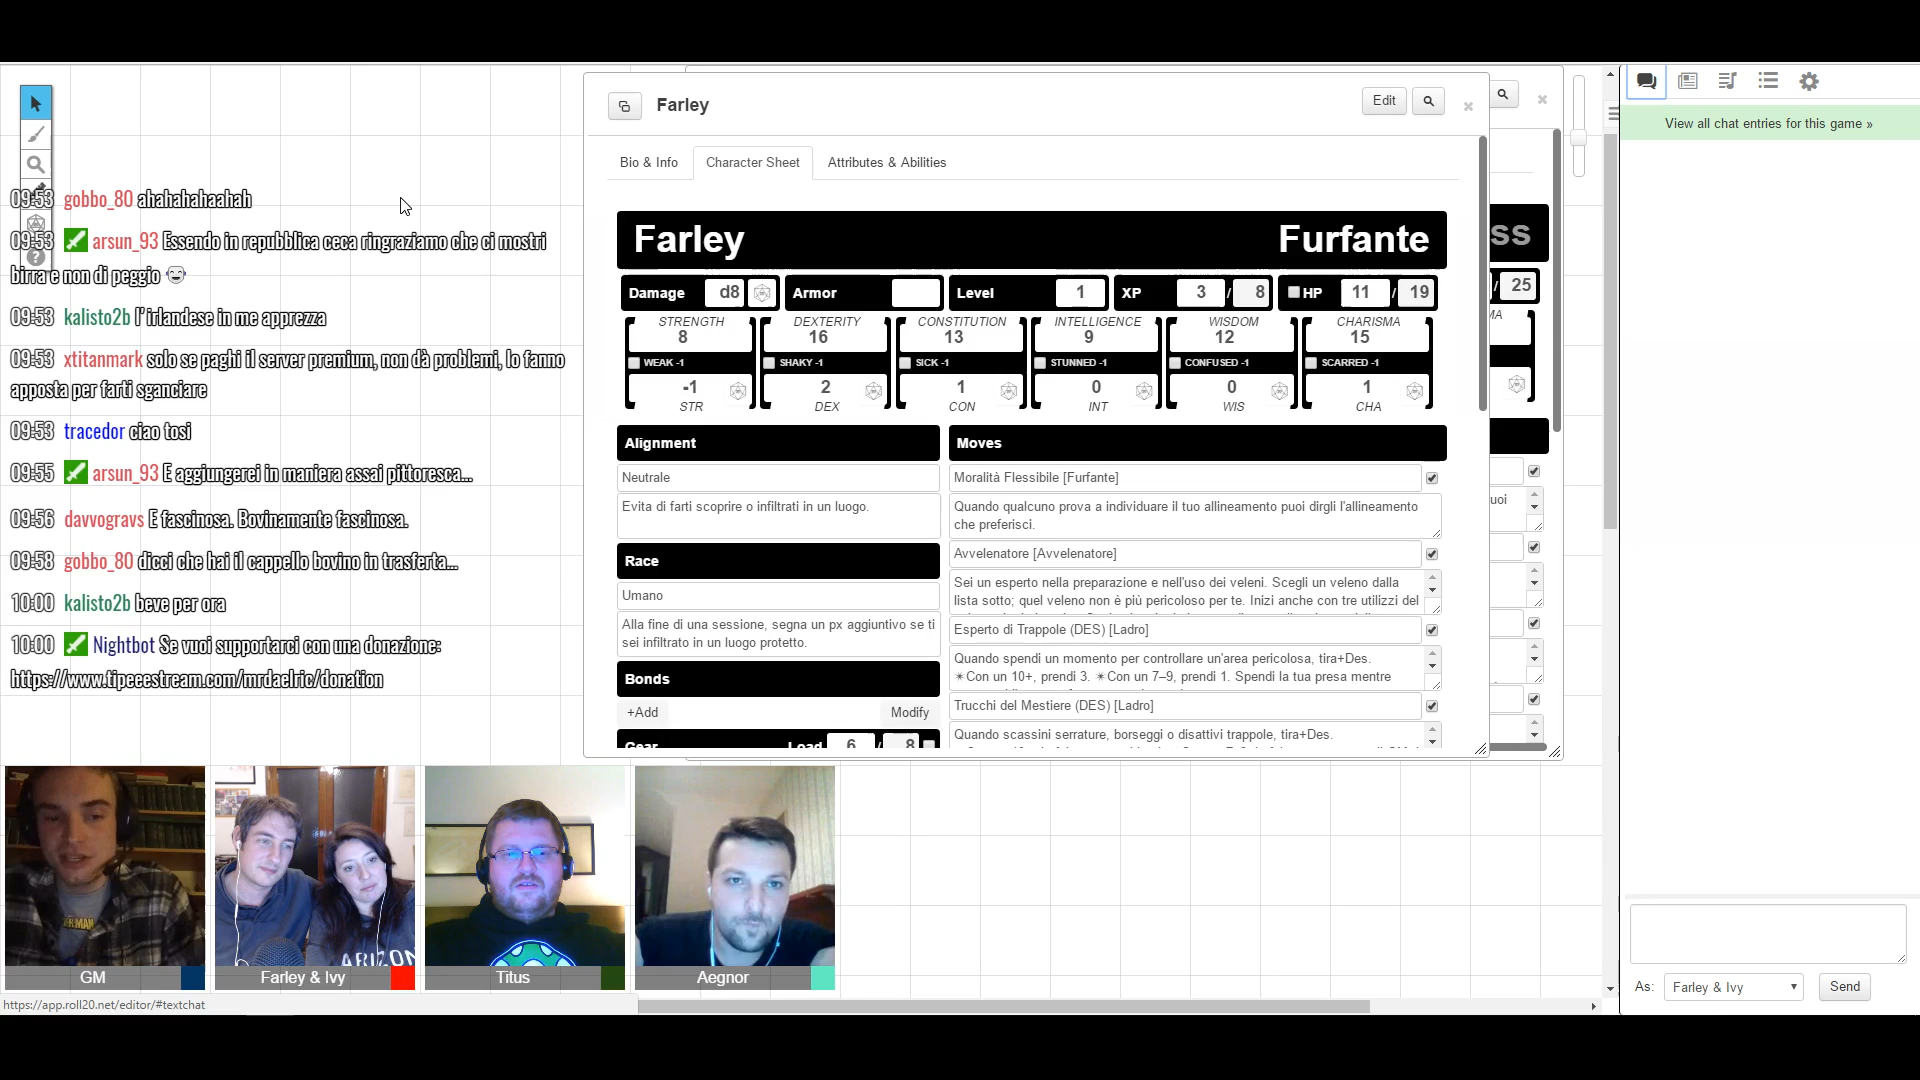 Farley
Edit
Bio & Info
Character Sheet
Attributes & Abilities
View all chat entries for this game »
09:53 gobbo_80 ahahahahaahah
09:53 arsun_93 Essendo in repubblica ceca ringraziamo che ci mostri
birra e non di peggio
09:53 kalisto2b l'irlandese in me apprezza
09:53 xtitanmark solo se paghi il server premium, non dà problemi, lo fanno
apposta per farti sganciare
09:53 tracedor ciao tosi
09:55 arsun_93 E aggiungerei in maniera assai pittoresca...
09:56 davvogravs E fascinosa. Bovinamente fascinosa.
09:58 gobbo_80 dicci che hai il cappello bovino in trasferta...
10:00 kalisto2b beve per ora
10:00 Nightbot Se vuoi supportarci con una donazione:
https://www.tipeeestream.com/mrdaelric/donation
Farley Furfante
Damage d8 Armor Level 1 XP 3 / 8 HP 11 / 19
STRENGTH DEXTERITY CONSTITUTION INTELLIGENCE WISDOM CHARISMA
8 16 13 9 12 15
WEAK -1 SHAKY -1 SICK -1 STUNNED -1 CONFUSED -1 SCARRED -1
-1 2 1 0 0 1
STR DEX CON INT WIS CHA
Alignment
Neutrale
Evita di farti scoprire o infiltrati in un luogo.
Race
Umano
Alla fine di una sessione, segna un px aggiuntivo se ti
sei infiltrato in un luogo protetto.
Bonds
+Add Modify
Gear Load 6 / 8
Moves
Moralità Flessibile [Furfante]
Quando qualcuno prova a individuare il tuo allineamento puoi dirgli l'allineamento
che preferisci.
Avvelenatore [Avvelenatore]
Sei un esperto nella preparazione e nell'uso dei veleni. Scegli un veleno dalla
lista sotto; quel veleno non è più pericoloso per te. Inizi anche con tre utilizzi del
Esperto di Trappole (DES) [Ladro]
Quando spendi un momento per controllare un'area pericolosa, tira+Des.
✴Con un 10+, prendi 3. ✴Con un 7–9, prendi 1. Spendi la tua presa mentre
Trucchi del Mestiere (DES) [Ladro]
Quando scassini serrature, borseggi o disattivi trappole, tira+Des.
ss
/ 25
MA
uoi
GM
Farley & Ivy
Titus
Aegnor
https://app.roll20.net/editor/#textchat
As: Farley & Ivy Send